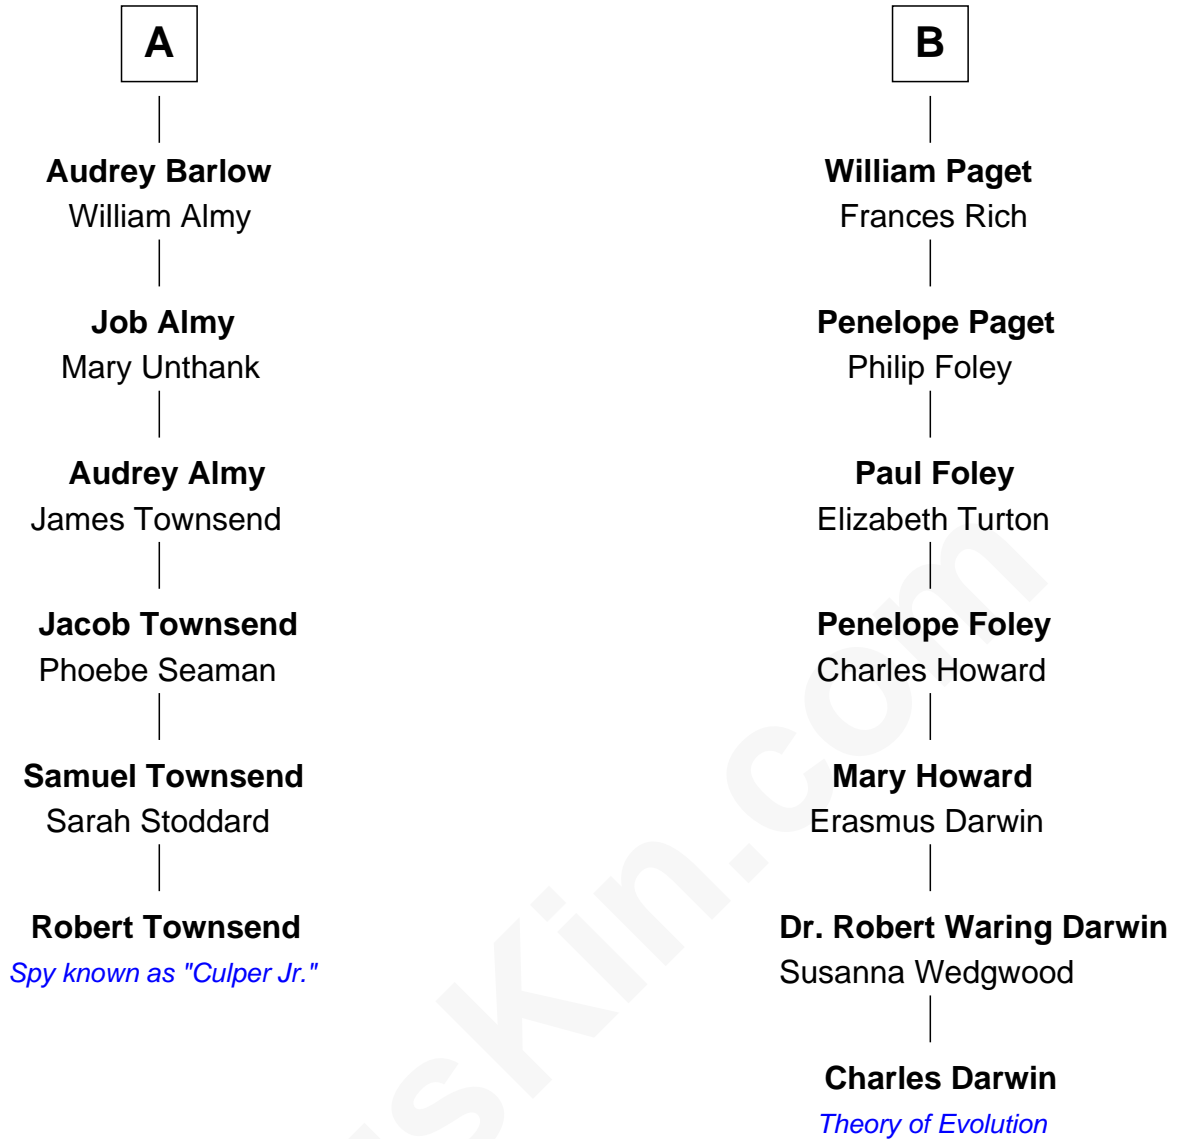 A
Audrey Barlow
William Almy
Job Almy
Mary Unthank
Audrey Almy
James Townsend
Jacob Townsend
Phoebe Seaman
Samuel Townsend
Sarah Stoddard
Robert Townsend
Spy known as "Culper Jr."
B
William Paget
Frances Rich
Penelope Paget
Philip Foley
Paul Foley
Elizabeth Turton
Penelope Foley
Charles Howard
Mary Howard
Erasmus Darwin
Dr. Robert Waring Darwin
Susanna Wedgwood
Charles Darwin
Theory of Evolution
usKin.com